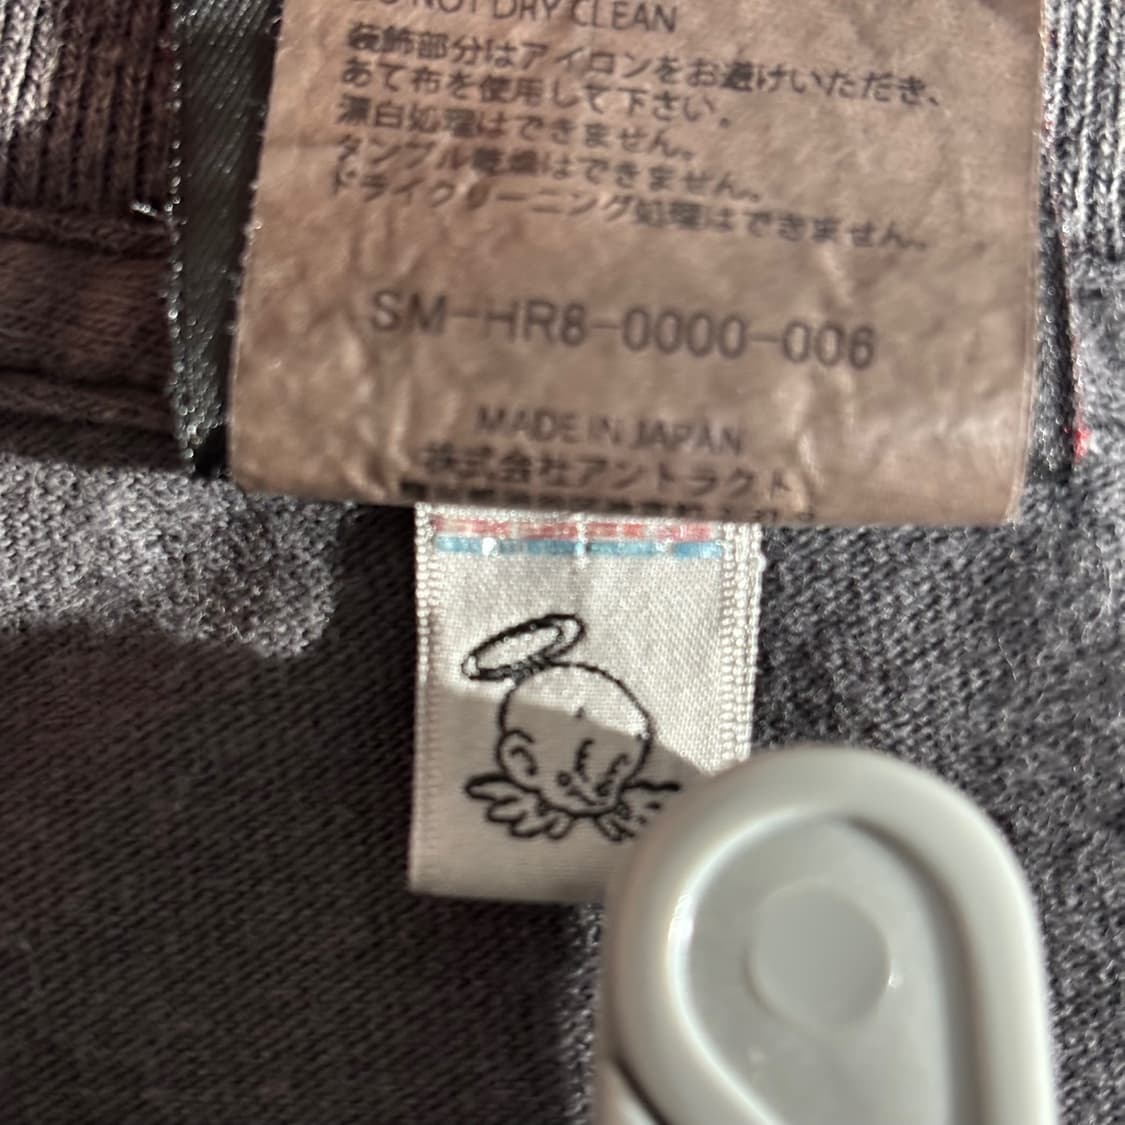 DO NOT DRY CLEAN
装飾部分はアイロンをお避けいただき、
あて布を使用して下さい。
漂白処理はできません。
タンブル乾燥はできません。
ドライクリーニング処理はできません。
SM-HR8-0000-006
MADE IN JAPAN
株式会社アントラクト